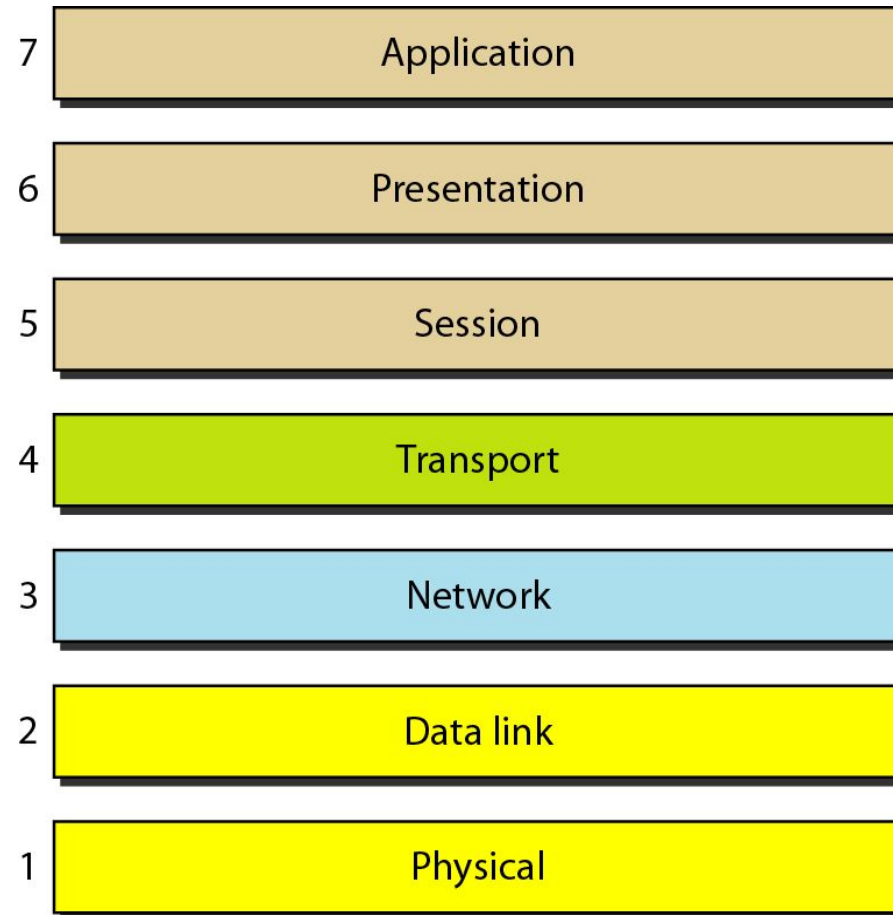 7 Application
6 Presentation
5 Session
4 Transport
3 Network
2 Data link
1 Physical